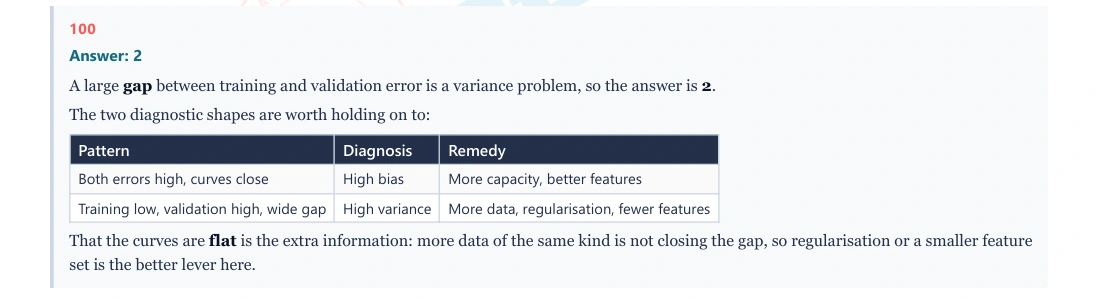 100
Answer: 2
A large gap between training and validation error is a variance problem, so the answer is 2.
The two diagnostic shapes are worth holding on to:
Pattern Diagnosis Remedy
Both errors high, curves close High bias More capacity, better features
Training low, validation high, wide gap High variance More data, regularisation, fewer features
That the curves are flat is the extra information: more data of the same kind is not closing the gap, so regularisation or a smaller feature
set is the better lever here.